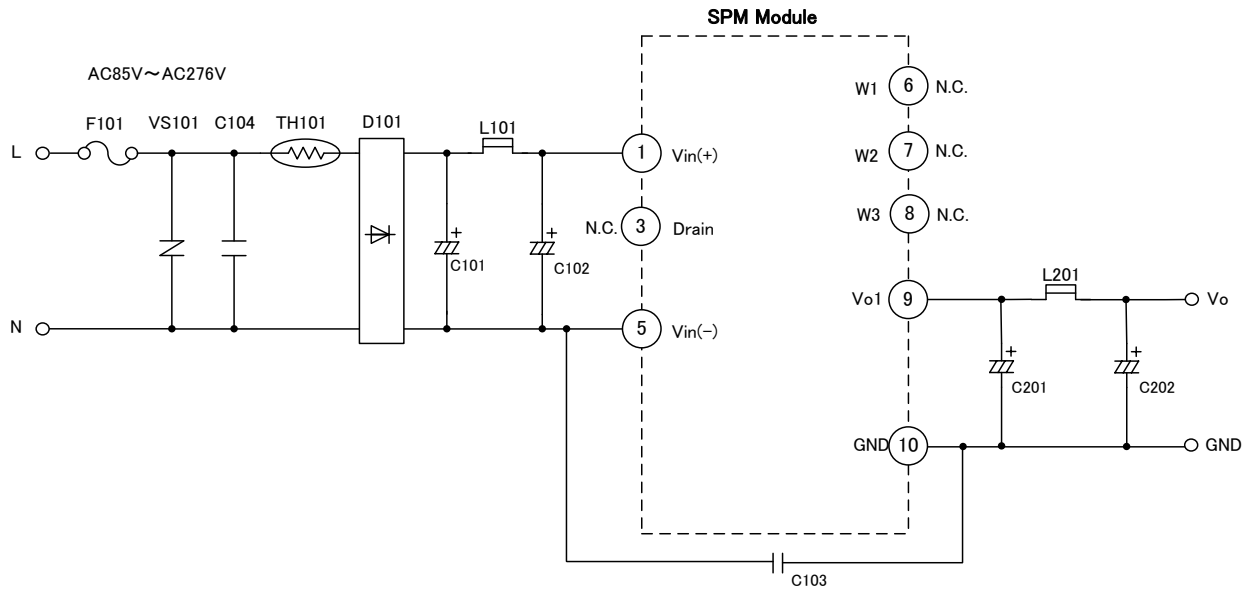 SPM Module
AC85V～AC276V
F101 VS101 C104 TH101 D101 L101
L
N
C101
C102
1 Vin(+)
N.C. 3 Drain
5 Vin(-)
W1 6 N.C.
W2 7 N.C.
W3 8 N.C.
Vo1 9
L201
Vo
+
+
+
+
C201
C202
GND 10
GND
C103